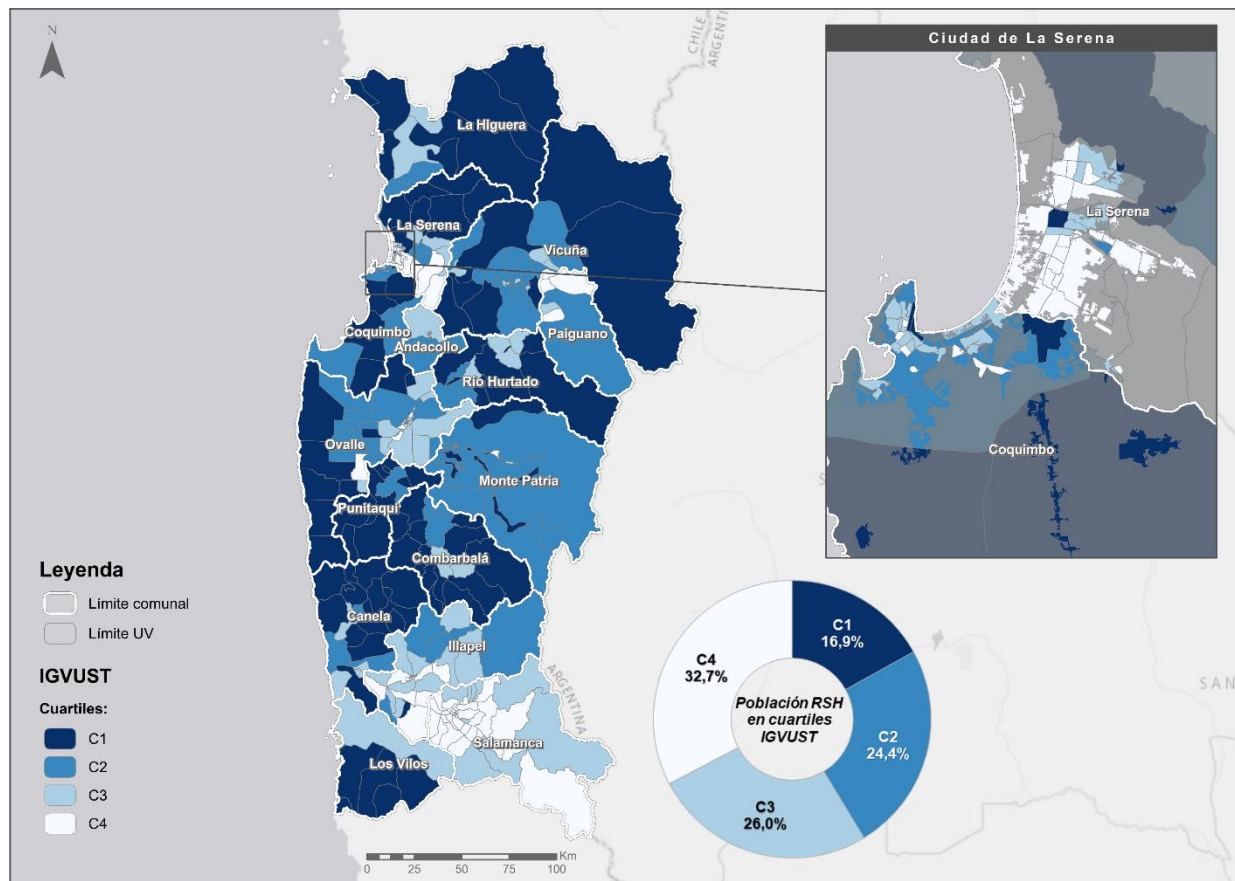 N
CHILE
ARGENTINA
Ciudad de La Serena
La Serena
Coquimbo
La Higuera
La Serena
Vicuña
Coquimbo
Andacollo
Paiguano
Río Hurtado
Ovalle
Monte Patria
Punitaqui
Combarbalá
Canela
Illapel
ARGENTINA
Salamanca
Los Vilos
SAN
Leyenda
Límite comunal
Límite UV
IGVUST
Cuartiles:
C1
C2
C3
C4
C1
16,9%
C4
32,7%
Población RSH
en cuartiles
IGVUST
C2
24,4%
C3
26,0%
Km
0 25 50 75 100